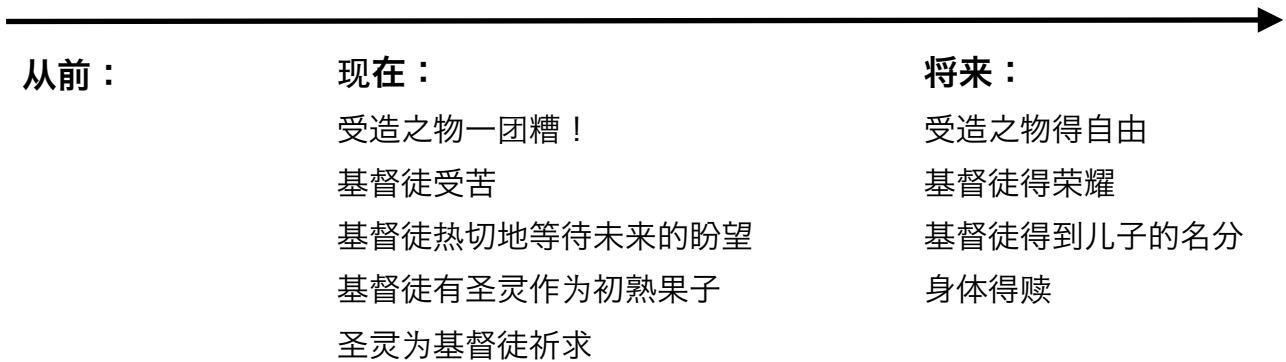 从前：
现在：
受造之物一团糟！
基督徒受苦
基督徒热切地等待未来的盼望
基督徒有圣灵作为初熟果子
圣灵为基督徒祈求
将来：
受造之物得自由
基督徒得荣耀
基督徒得到儿子的名分
身体得赎